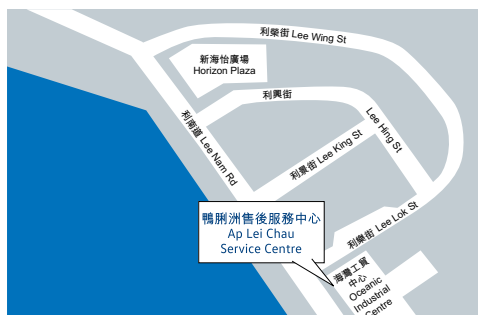 利榮街 Lee Wing St
新海怡廣場
Horizon Plaza
利興街
Lee Hing St
利南道 Lee Nam Rd
利景街 Lee King St
鴨脷洲售後服務中心
Ap Lei Chau
Service Centre
利樂街 Lee Lok St
海灣工貿
中心
Oceanic
Industrial
Centre